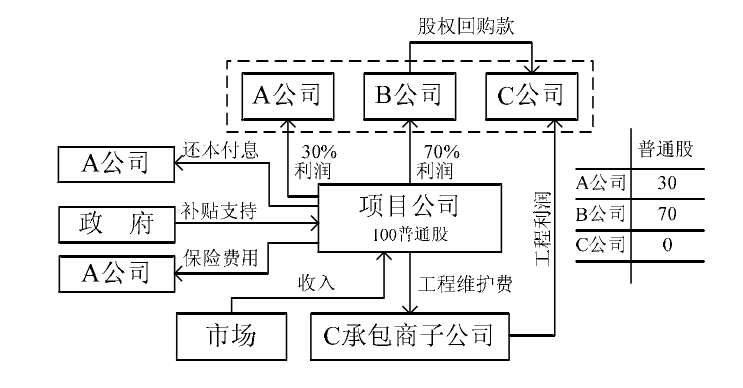 股权回购款
A公司
B公司
C公司
还本付息
30%
利润
70%
利润
普通股
A公司
A公司 30
项目公司
100普通股
政 府
补贴支持
工程利润
B公司 70
C公司 0
A公司
保险费用
收入
工程维护费
市场
C承包商子公司